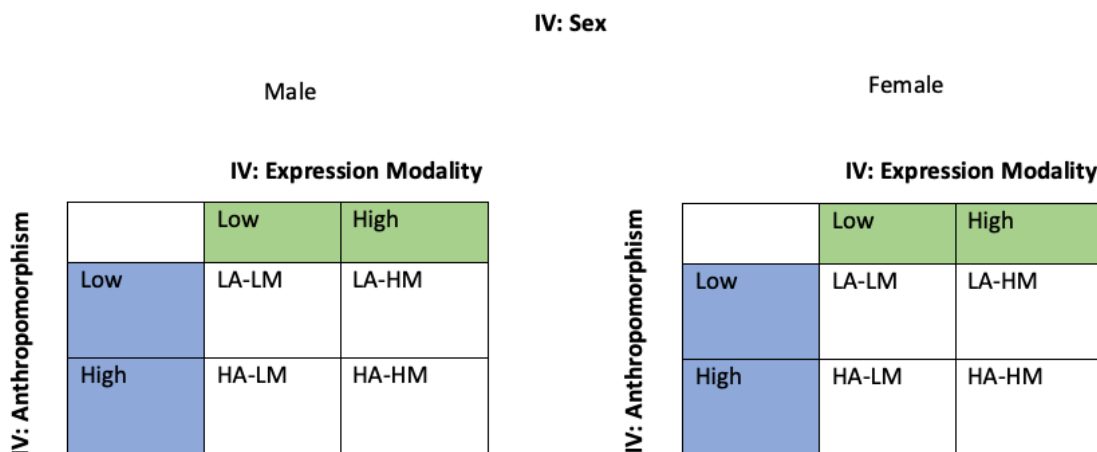 IV: Sex
Male
Female
IV: Expression Modality
IV: Expression Modality
IV: Anthropomorphism
Low High
Low LA-LM LA-HM
High HA-LM HA-HM
IV: Anthropomorphism
Low High
Low LA-LM LA-HM
High HA-LM HA-HM